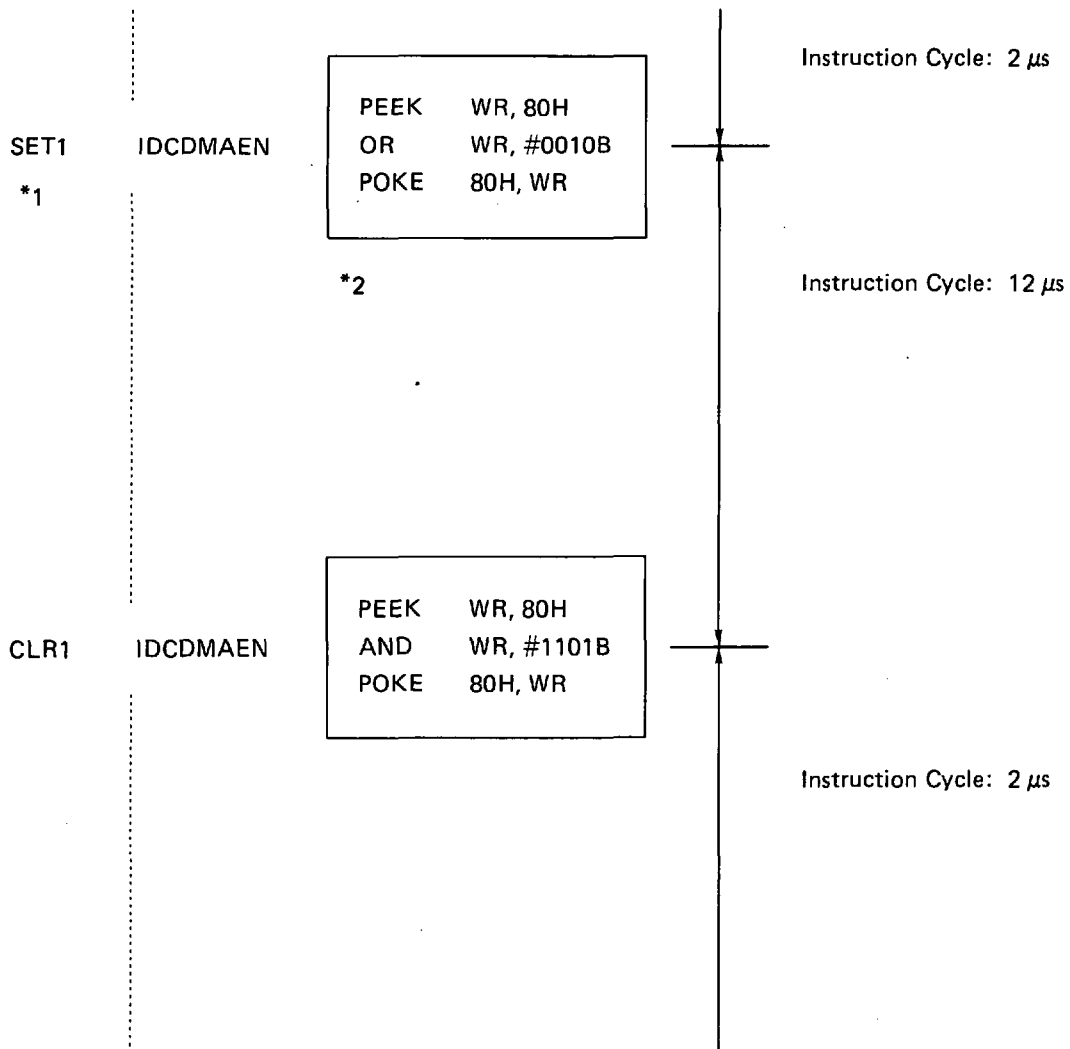 Instruction Cycle: 2 μs
PEEK WR, 80H
SET1 IDCDMAEN OR WR, #0010B
*1 POKE 80H, WR
*2 Instruction Cycle: 12 μs
PEEK WR, 80H
CLR1 IDCDMAEN AND WR, #1101B
POKE 80H, WR
Instruction Cycle: 2 μs